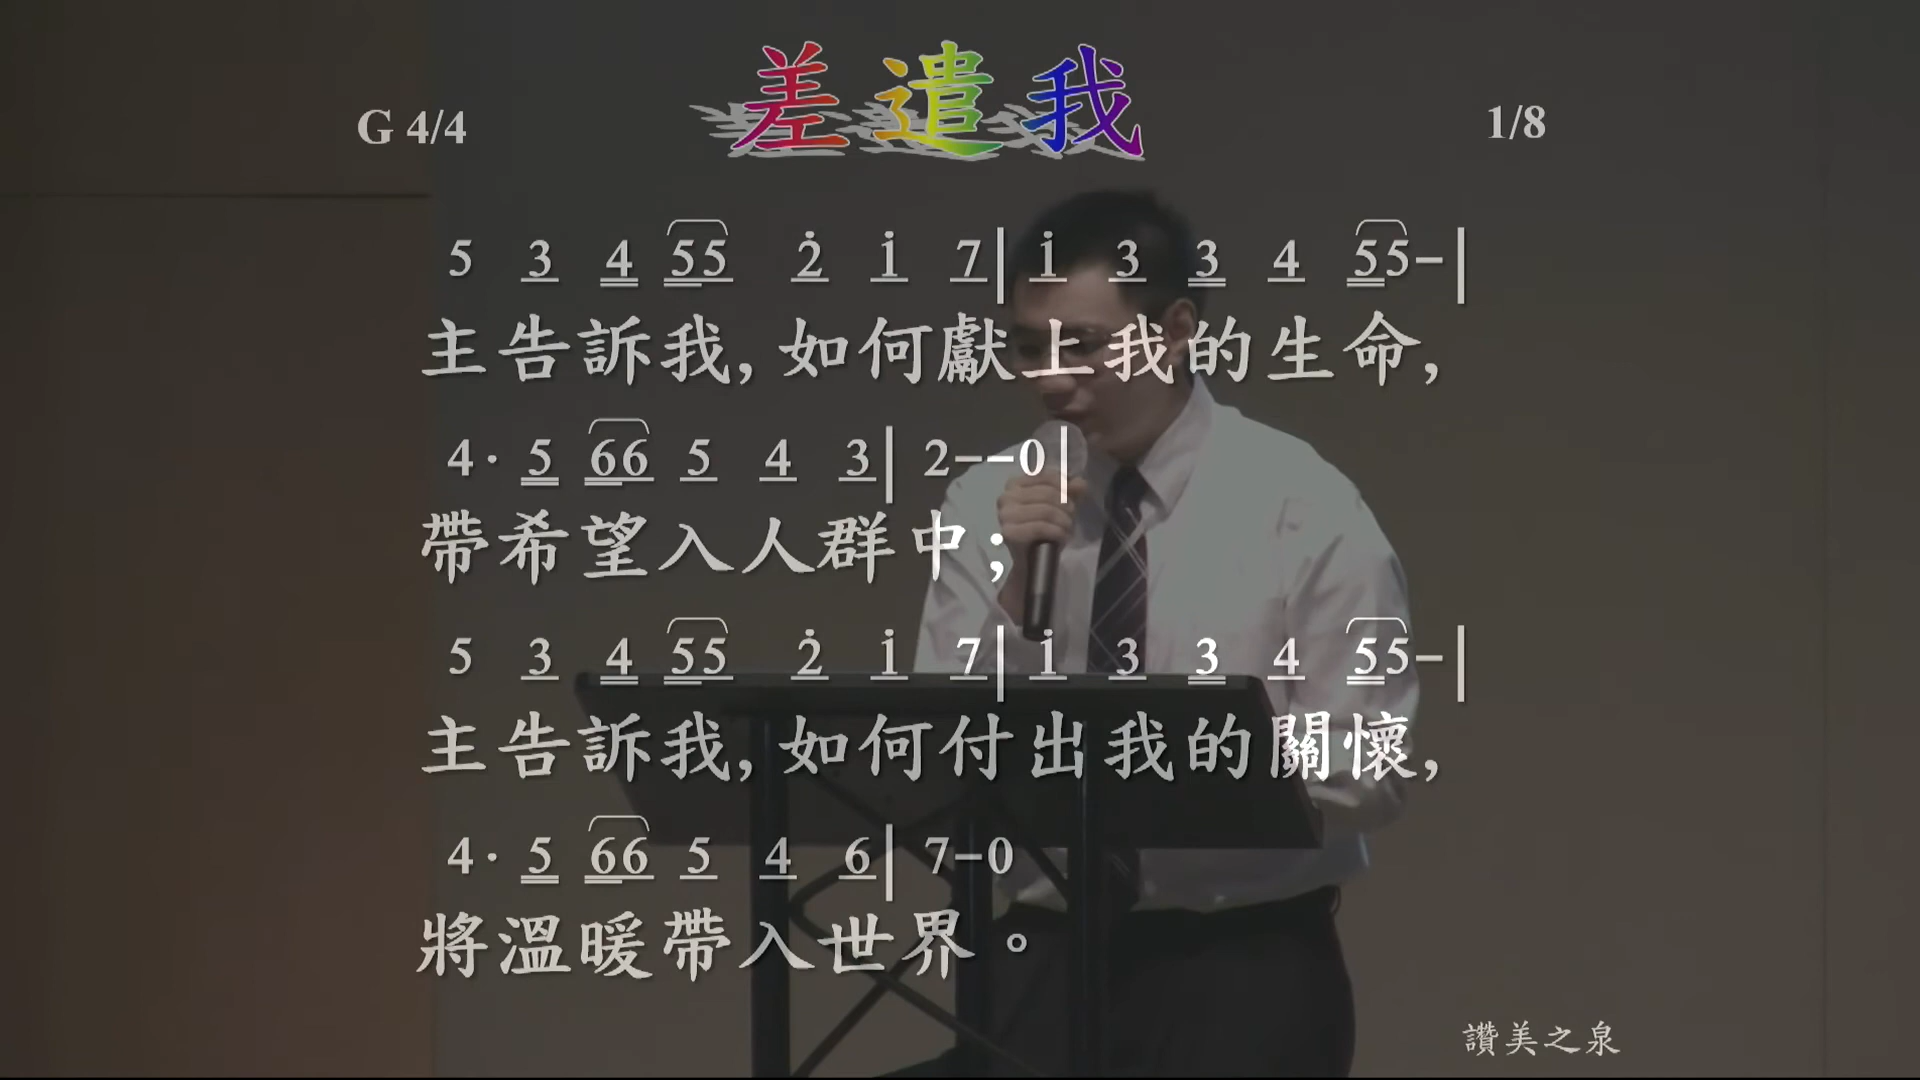 差遣我
G 4/4
1/8
5 3 4 55 2̇ i̇ 7| i̇ 3 3 4 55-|
主告訴我,如何獻上我的生命,
4· 5 66 5 4 3| 2--0|
帶希望入人群中;
5 3 4 55 2̇ i̇ 7| i̇ 3 3 4 55-|
主告訴我,如何付出我的關懷,
4· 5 66 5 4 6| 7-0
將溫暖帶入世界。
讚美之泉